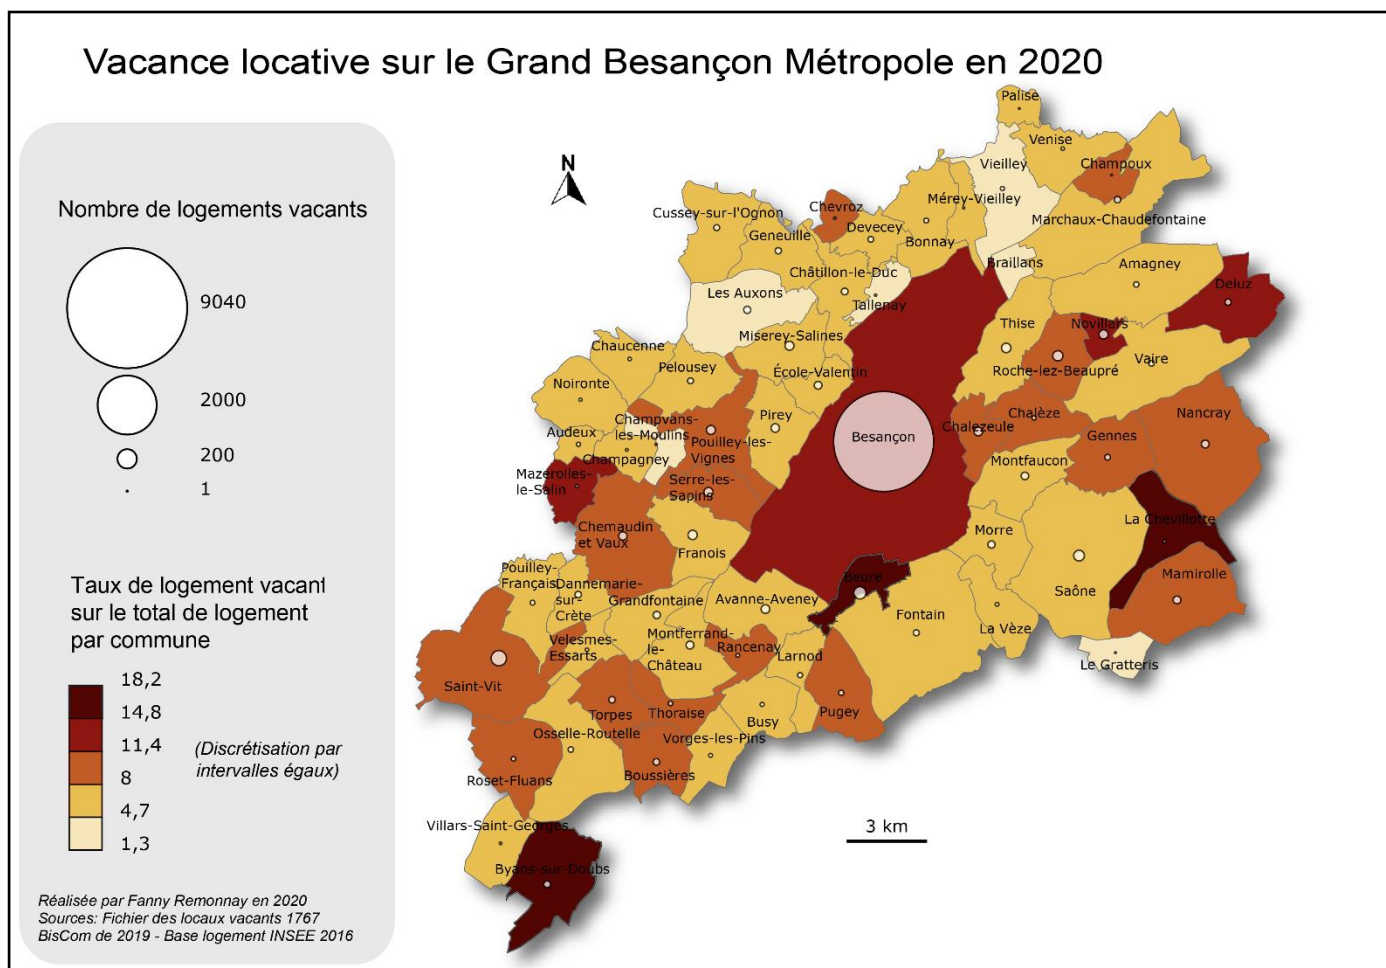 Vacance locative sur le Grand Besançon Métropole en 2020
Nombre de logements vacants
9040
2000
200
1
Taux de logement vacant
sur le total de logement
par commune
18,2
14,8
11,4
8
4,7
1,3
(Discrétisation par
intervalles égaux)
Réalisée par Fanny Remonnay en 2020
Sources: Fichier des locaux vacants 1767
BisCom de 2019 - Base logement INSEE 2016
N
Palise
Venise
Vieilley
Champoux
Mérey-Vieilley
Marchaux-Chaudefontaine
Chevroz
Cussey-sur-l'Ognon
Devecey
Geneuille
Bonnay
Braillans
Amagney
Châtillon-le-Duc
Deluz
Les Auxons
Tallenay
Thise
Novillars
Miserey-Salines
Chaucenne
Vaire
Pelousey
École-Valentin
Roche-lez-Beaupré
Noironte
Champvans-
les-Moulins
Pirey
Chalèze
Nancray
Audeux
Pouilley-les-
Vignes
Besançon
Chalezeule
Gennes
Champagney
Montfaucon
Mazerolles-
le-Salin
Serre-les-
Sapins
La Chevillotte
Chemaudin
et Vaux
Franois
Morre
Pouilley-
Français
Dannemarie-
sur-
Crète
Beure
Saône
Mamirolle
Grandfontaine
Avanne-Aveney
Fontain
La Vèze
Velesmes-
Essarts
Montferrand-
le-
Château
Rancenay
Larnod
Le Gratteris
Saint-Vit
Torpes
Thoraise
Pugey
Busy
Osselle-Routelle
Vorges-les-Pins
Roset-Fluans
Boussières
Villars-Saint-Georges
3 km
Byans-sur-Doubs